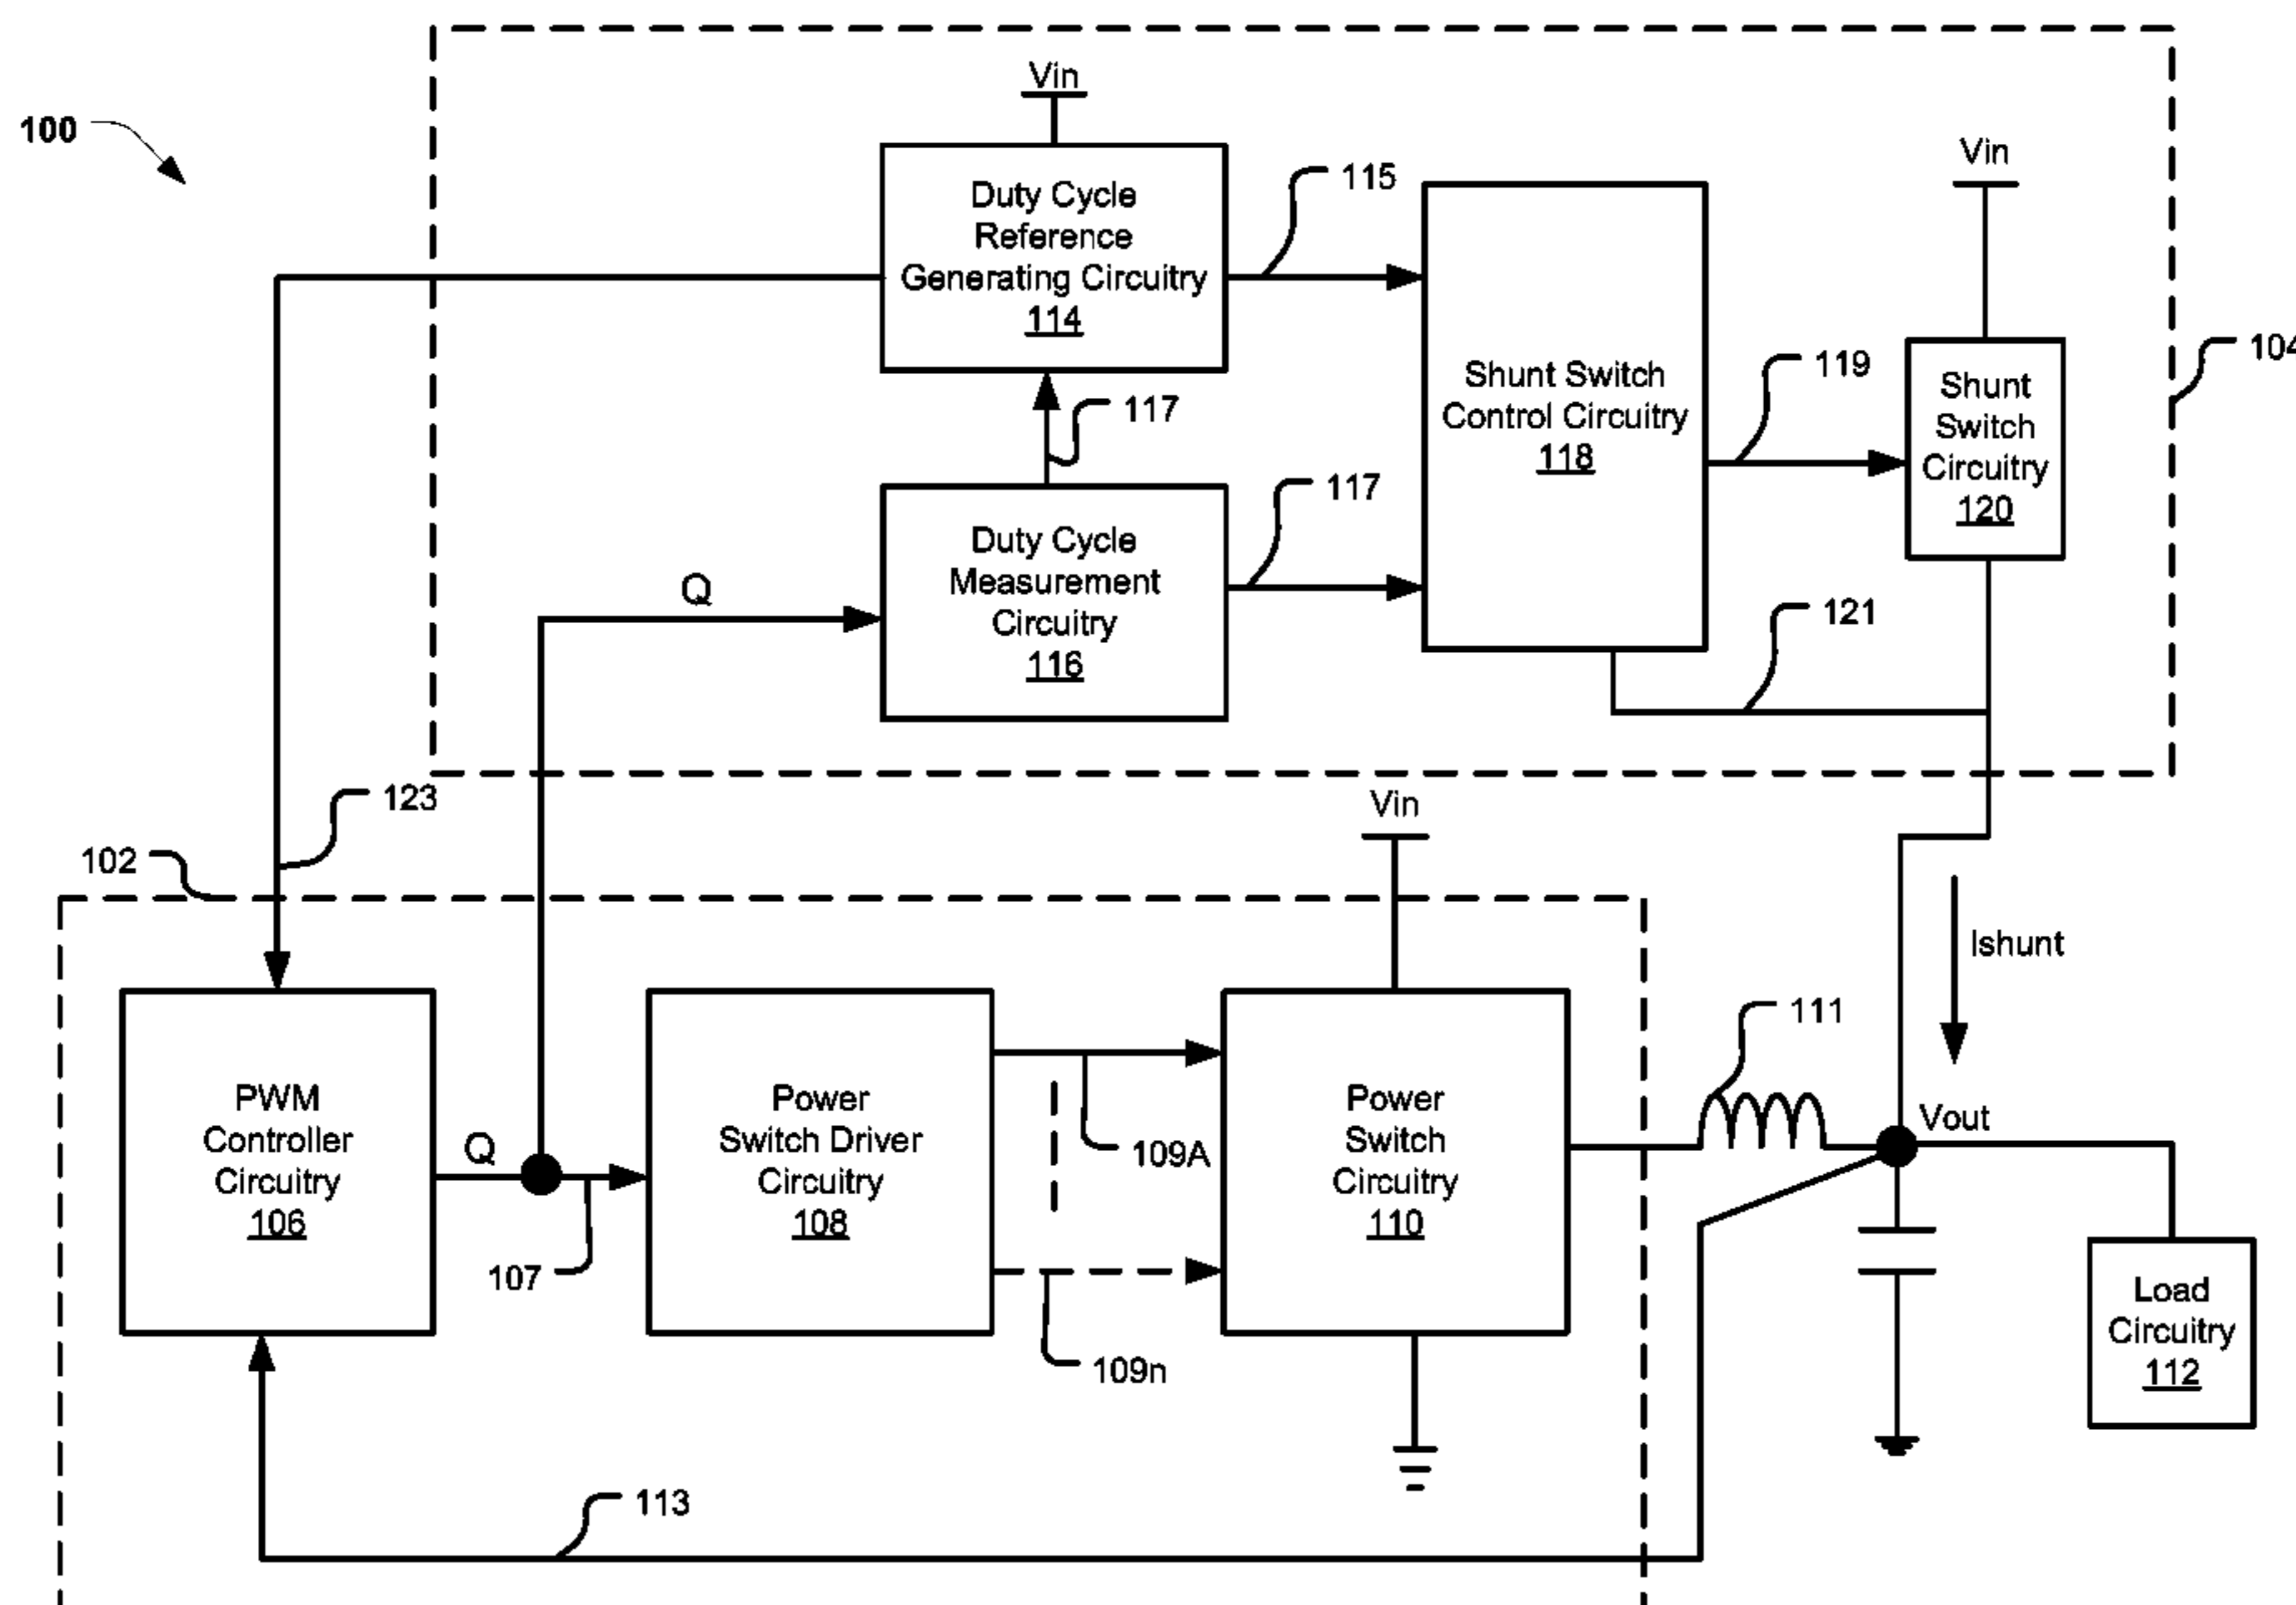 100
Vin
Duty Cycle
Reference
Generating Circuitry
114
115
Vin
Shunt Switch
Control Circuitry
118
119
Shunt
Switch
Circuitry
120
104
117
117
Duty Cycle
Measurement
Circuitry
116
Q
121
123
102
Vin
Ishunt
PWM
Controller
Circuitry
106
Q
107
Power
Switch Driver
Circuitry
108
109A
109n
Power
Switch
Circuitry
110
111
Vout
Load
Circuitry
112
113